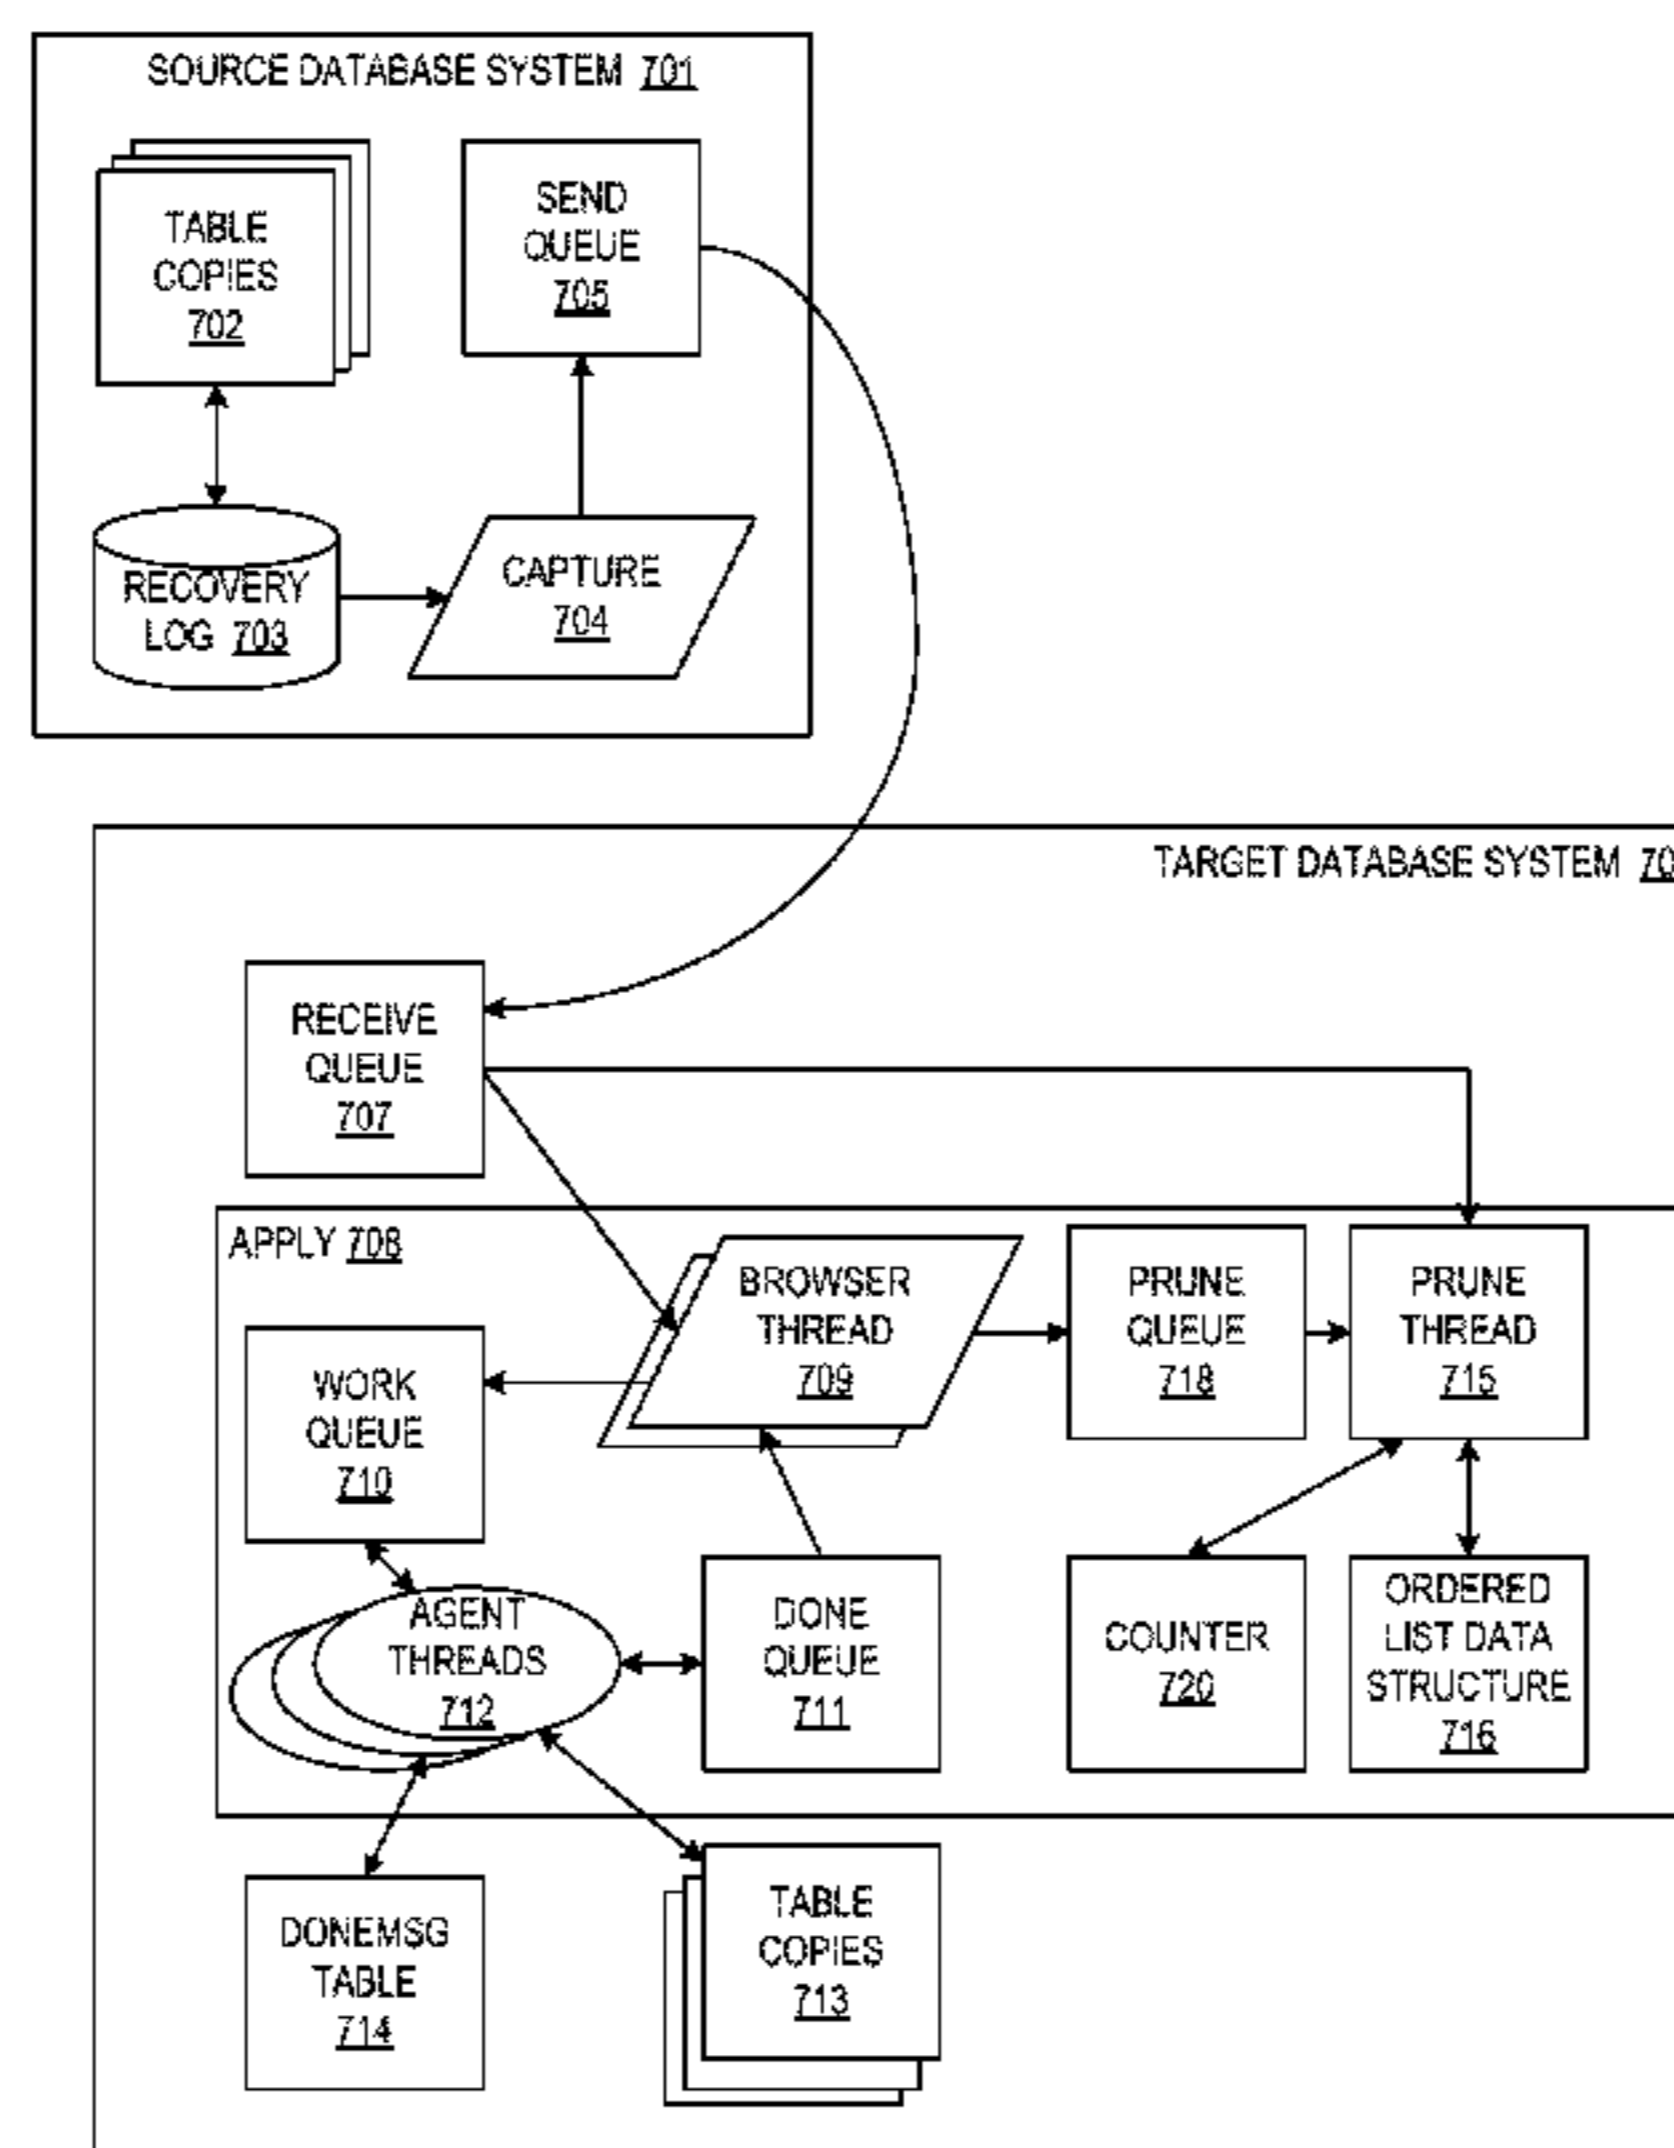 SOURCE DATABASE SYSTEM 701
TABLE
COPIES
702
SEND
QUEUE
705
RECOVERY
LOG 703
CAPTURE
704
TARGET DATABASE SYSTEM 70
RECEIVE
QUEUE
707
APPLY 708
BROWSER
THREAD
709
PRUNE
QUEUE
718
PRUNE
THREAD
715
WORK
QUEUE
710
AGENT
THREADS
712
DONE
QUEUE
711
COUNTER
720
ORDERED
LIST DATA
STRUCTURE
716
DONEMSG
TABLE
714
TABLE
COPIES
713